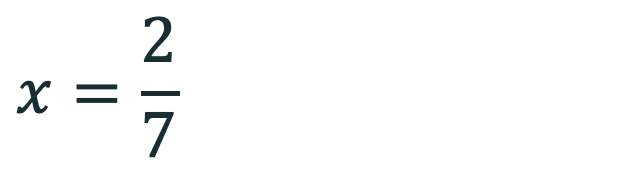 x = 2/7